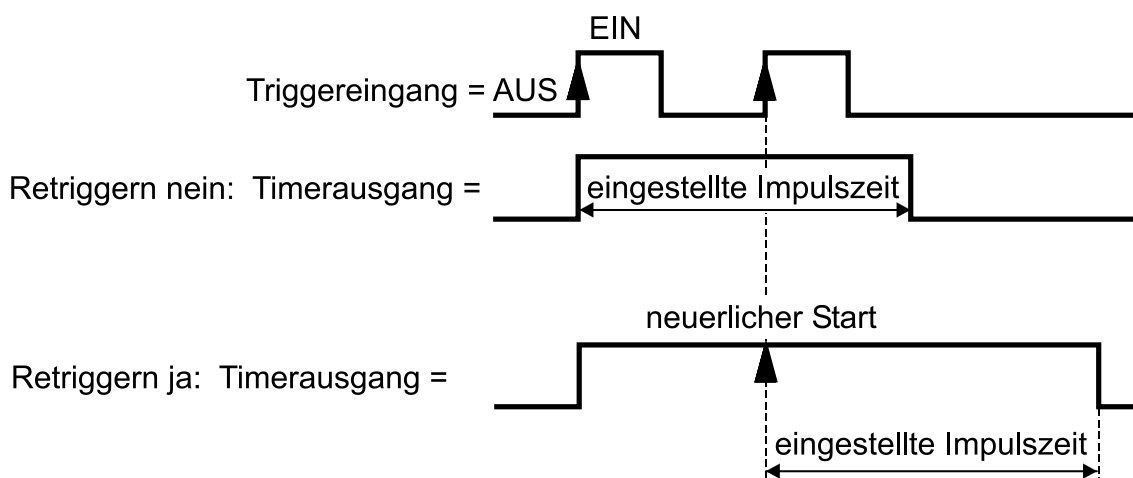 EIN
Triggereingang = AUS
Retriggern nein: Timerausgang =
eingestellte Impulszeit
neuerlicher Start
Retriggern ja: Timerausgang =
eingestellte Impulszeit